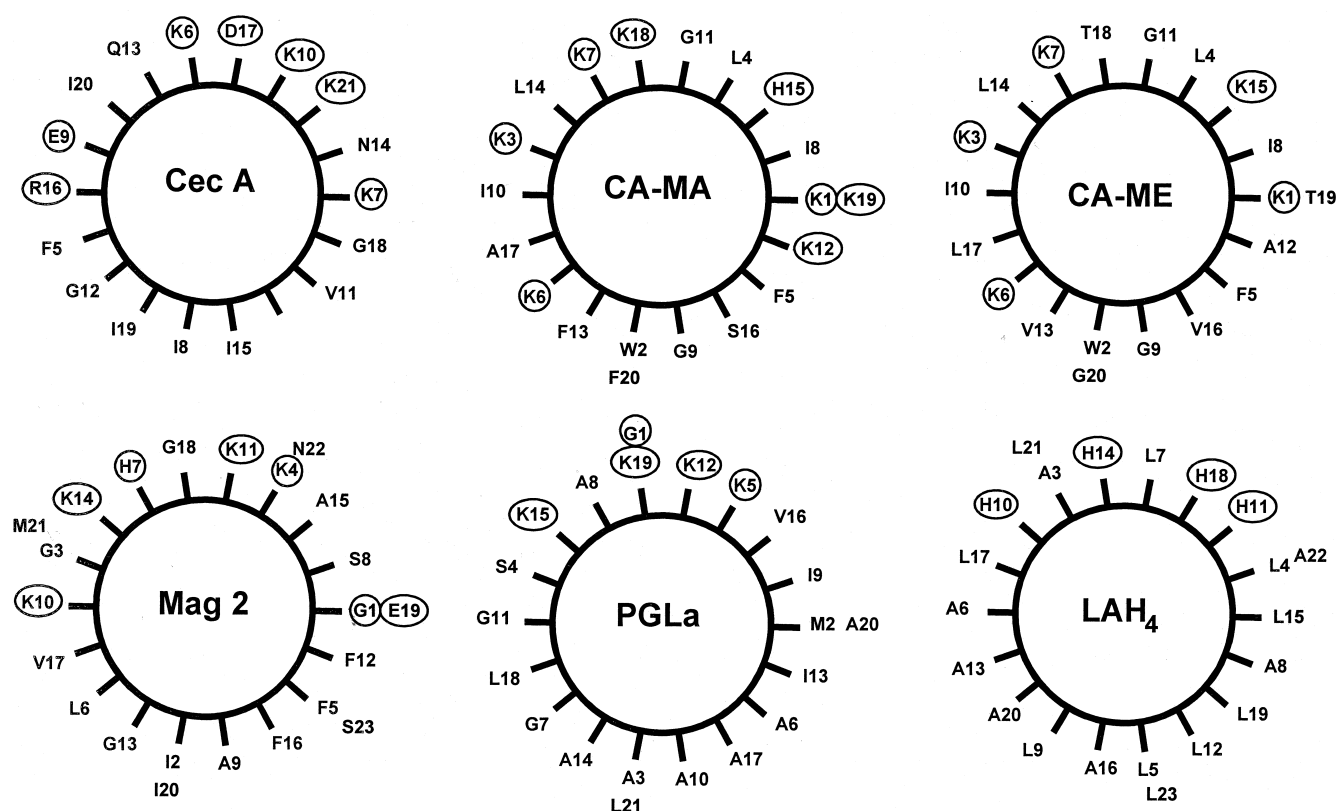 Cec A
K6
D17
K10
K21
N14
K7
G18
V11
I15
I8
I19
G12
F5
R16
E9
I20
Q13
CA-MA
K18
G11
L4
H15
I8
K1 K19
K12
F5
S16
G9
W2
F20
F13
K6
A17
I10
K3
L14
K7
CA-ME
T18
G11
L4
K15
I8
K1 T19
A12
F5
V16
G9
W2
G20
V13
K6
L17
I10
K3
L14
K7
Mag 2
G18
K11
N22
K4
A15
S8
G1 E19
F12
F5
S23
F16
A9
I2
I20
G13
L6
V17
K10
M21
G3
K14
H7
PGLa
G1
K19
K12
K5
V16
I9
M2 A20
I13
A6
A17
A10
A3
L21
A14
G7
L18
G11
S4
K15
A8
LAH4
H14
L7
H18
H11
L4 A22
L15
A8
L19
L12
L5
L23
A16
L9
A20
A13
A6
L17
H10
L21
A3